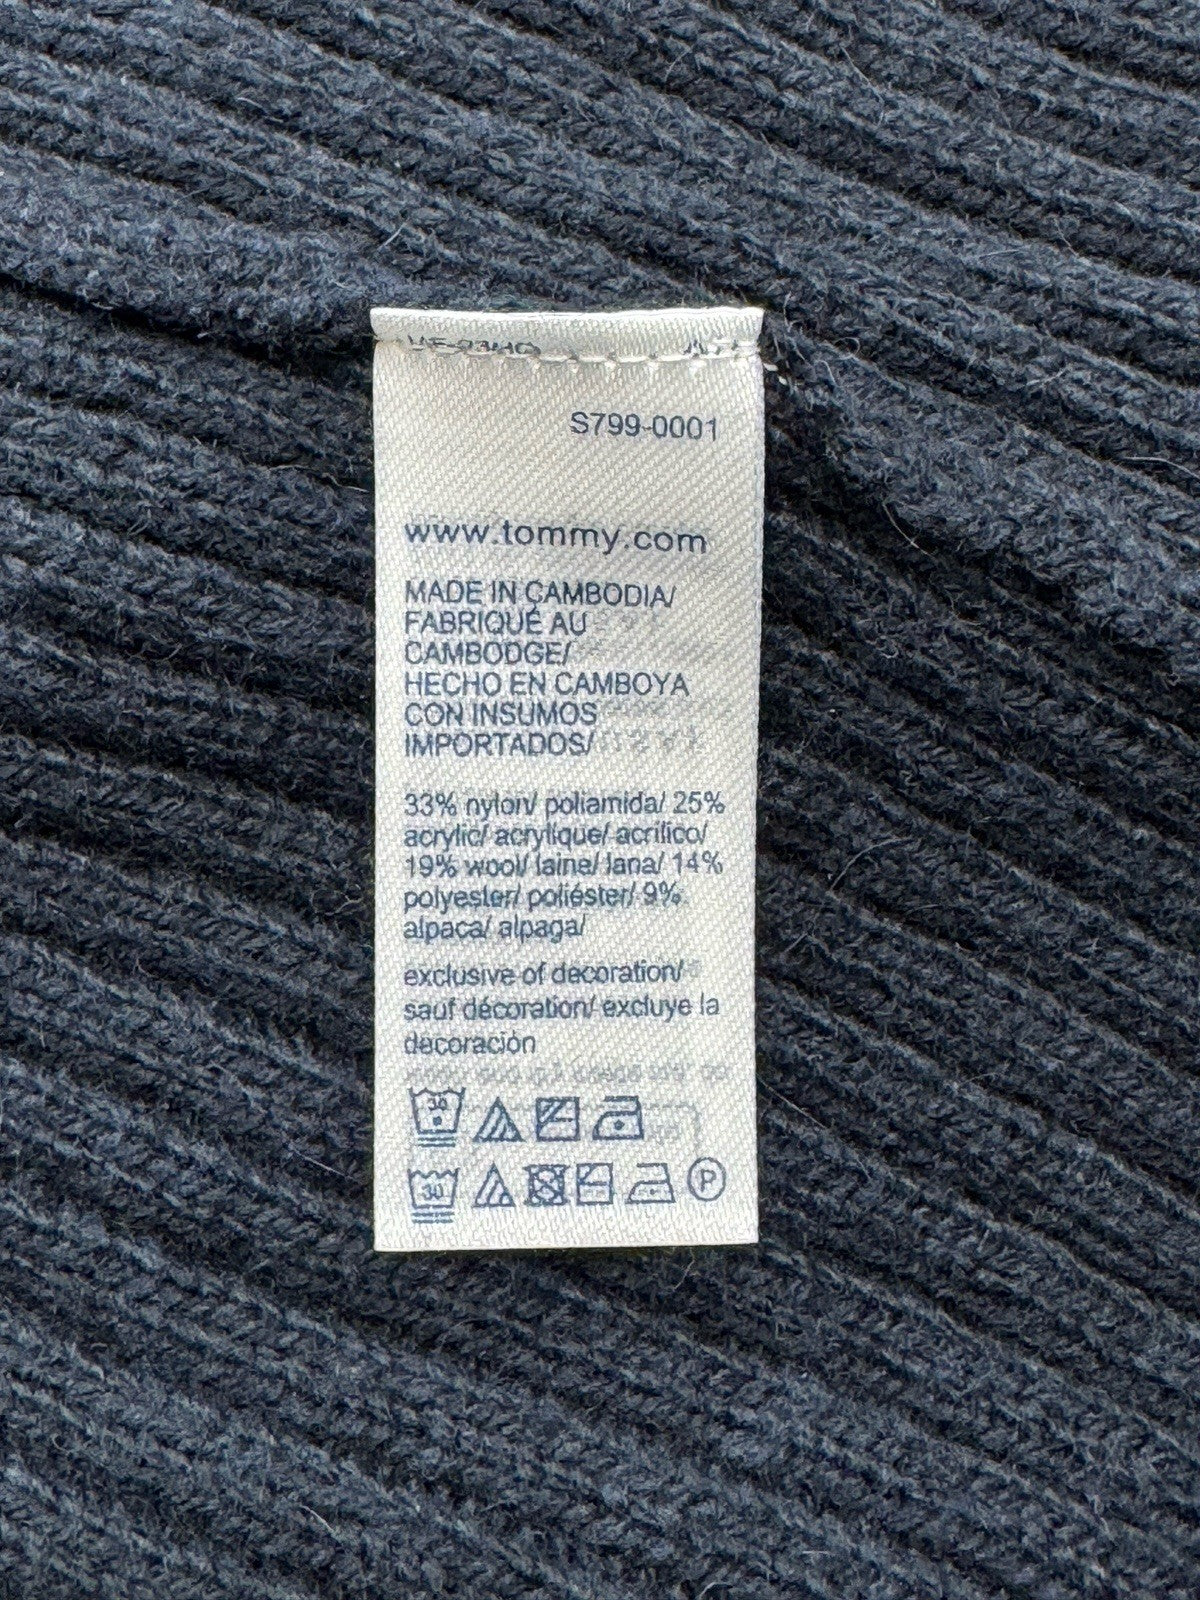 S799-0001
www.tommy.com
MADE IN CAMBODIA/
FABRIQUÉ AU
CAMBODGE/
HECHO EN CAMBOYA
CON INSUMOS
IMPORTADOS/
33% nylon/ poliamida/ 25%
acrylic/ acrylique/ acrílico/
19% wool/ laine/ lana/ 14%
polyester/ poliéster/ 9%
alpaca/ alpaga/
exclusive of decoration/
sauf décoration/ excluye la
decoración
30
30 P